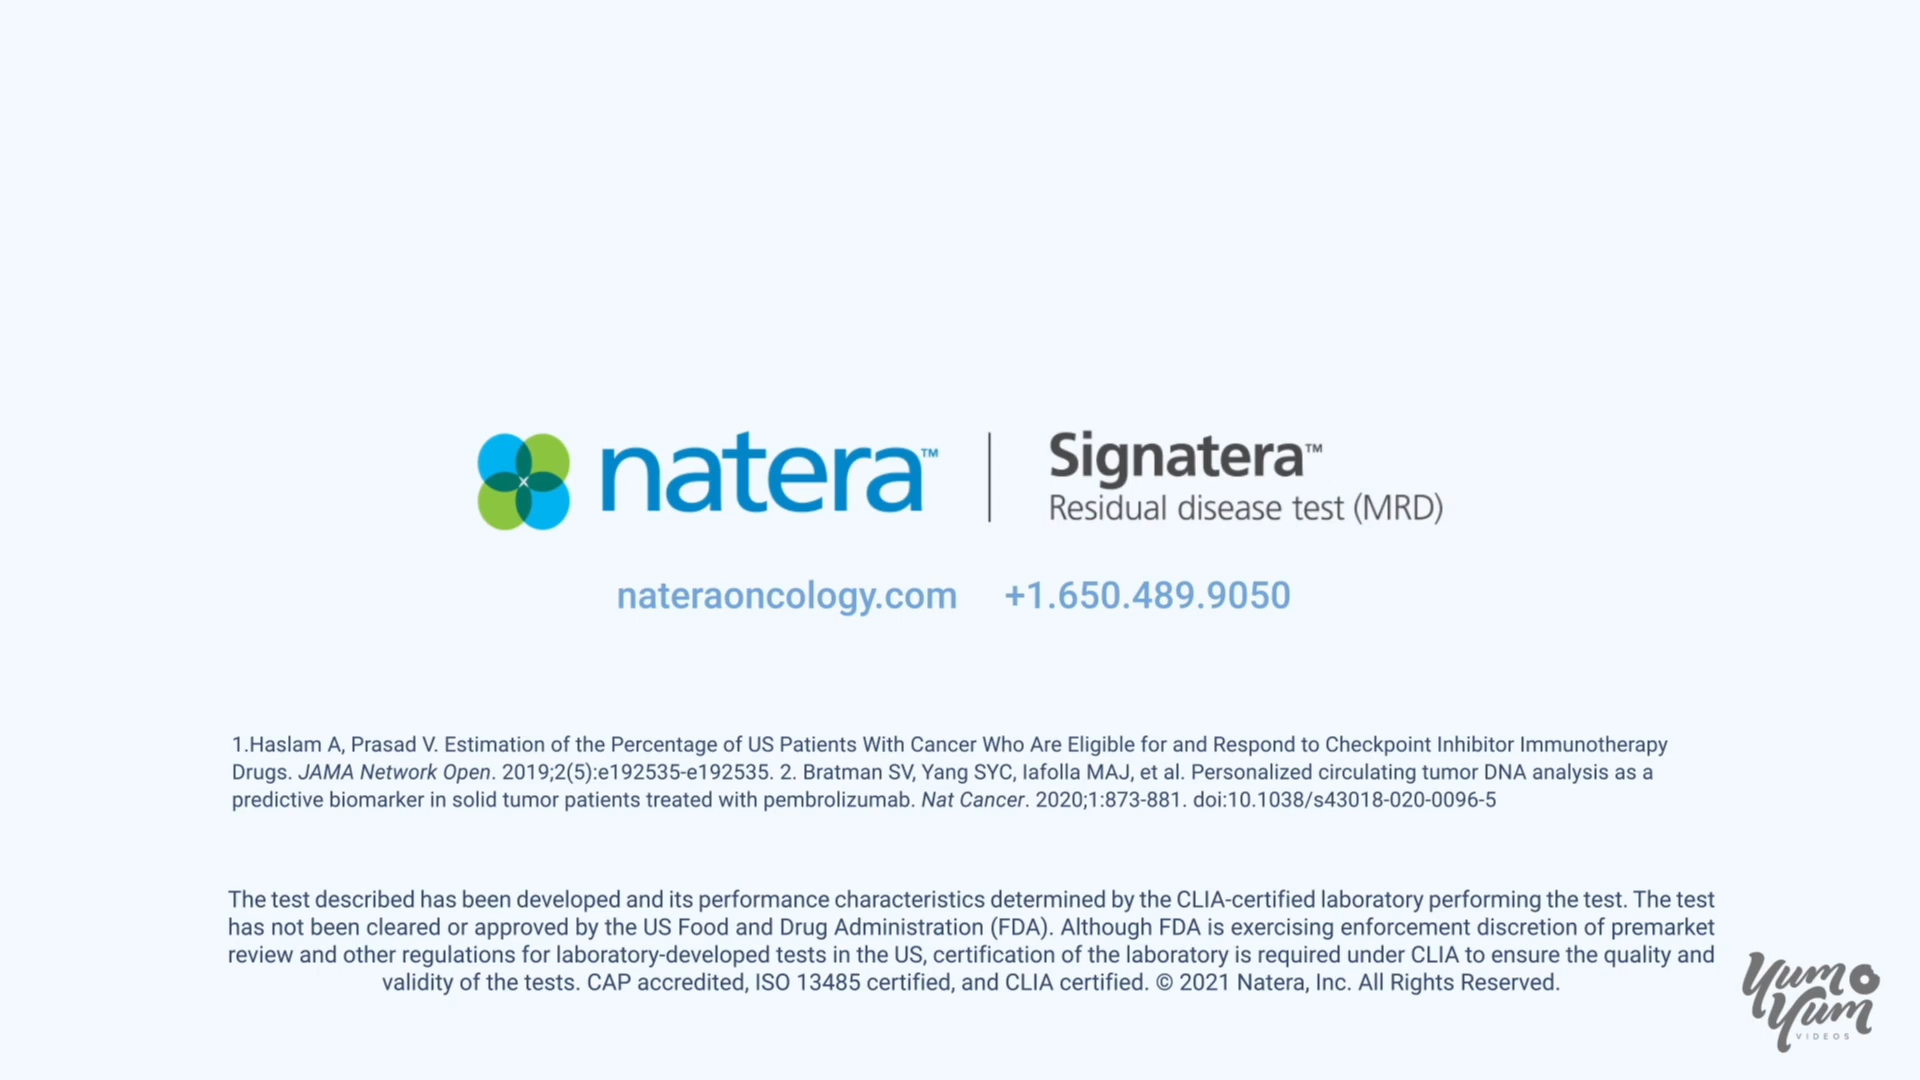 natera™
Signatera™
Residual disease test (MRD)
nateraoncology.com +1.650.489.9050
1.Haslam A, Prasad V. Estimation of the Percentage of US Patients With Cancer Who Are Eligible for and Respond to Checkpoint Inhibitor Immunotherapy
Drugs. JAMA Network Open. 2019;2(5):e192535-e192535. 2. Bratman SV, Yang SYC, Iafolla MAJ, et al. Personalized circulating tumor DNA analysis as a
predictive biomarker in solid tumor patients treated with pembrolizumab. Nat Cancer. 2020;1:873-881. doi:10.1038/s43018-020-0096-5
The test described has been developed and its performance characteristics determined by the CLIA-certified laboratory performing the test. The test
has not been cleared or approved by the US Food and Drug Administration (FDA). Although FDA is exercising enforcement discretion of premarket
review and other regulations for laboratory-developed tests in the US, certification of the laboratory is required under CLIA to ensure the quality and
validity of the tests. CAP accredited, ISO 13485 certified, and CLIA certified. © 2021 Natera, Inc. All Rights Reserved.
Yum
Yum
VIDEOS